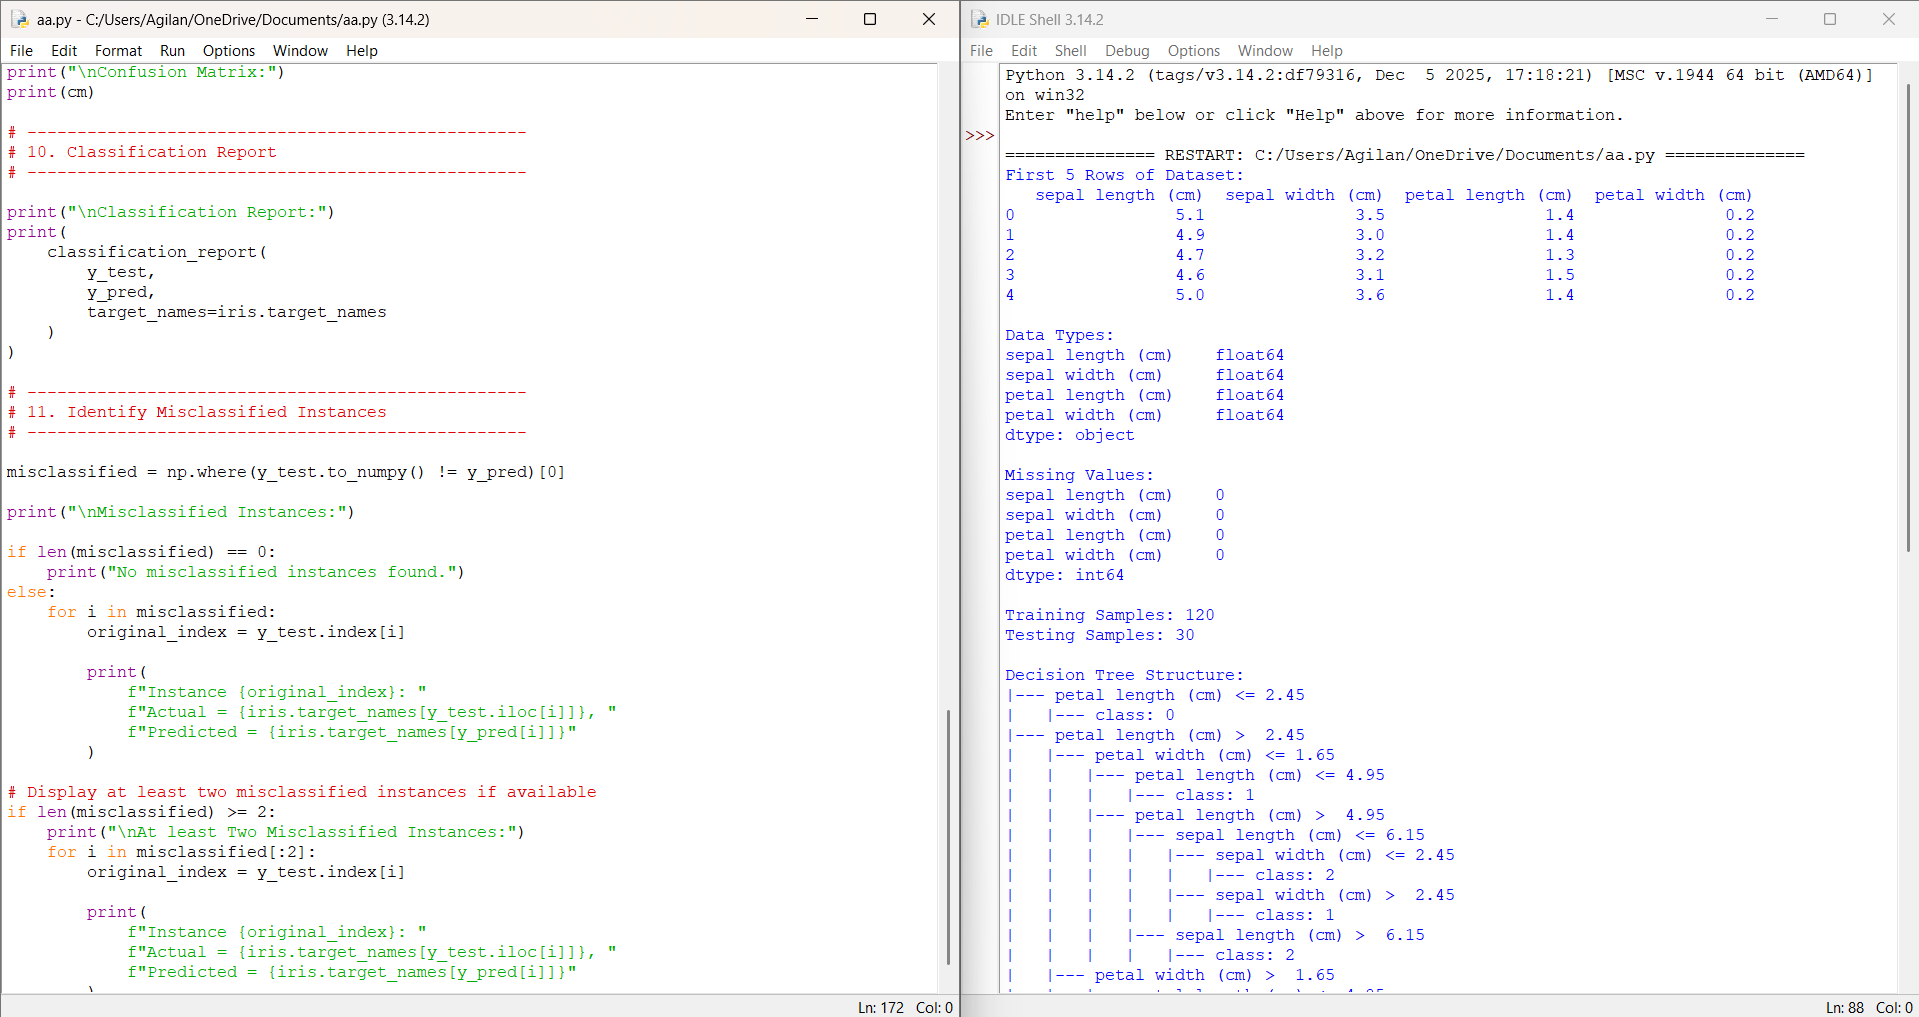 aa.py - C:/Users/Agilan/OneDrive/Documents/aa.py (3.14.2)
File Edit Format Run Options Window Help
print("\nConfusion Matrix:")
print(cm)
# --------------------------------------------------
# 10. Classification Report
# --------------------------------------------------
print("\nClassification Report:")
print(
    classification_report(
        y_test,
        y_pred,
        target_names=iris.target_names
    )
)
# --------------------------------------------------
# 11. Identify Misclassified Instances
# --------------------------------------------------
misclassified = np.where(y_test.to_numpy() != y_pred)[0]
print("\nMisclassified Instances:")
if len(misclassified) == 0:
    print("No misclassified instances found.")
else:
    for i in misclassified:
        original_index = y_test.index[i]
        print(
            f"Instance {original_index}: "
            f"Actual = {iris.target_names[y_test.iloc[i]]}, "
            f"Predicted = {iris.target_names[y_pred[i]]}"
        )
# Display at least two misclassified instances if available
if len(misclassified) >= 2:
    print("\nAt least Two Misclassified Instances:")
    for i in misclassified[:2]:
        original_index = y_test.index[i]
        print(
            f"Instance {original_index}: "
            f"Actual = {iris.target_names[y_test.iloc[i]]}, "
            f"Predicted = {iris.target_names[y_pred[i]]}"
Ln: 172 Col: 0
IDLE Shell 3.14.2
File Edit Shell Debug Options Window Help
Python 3.14.2 (tags/v3.14.2:df79316, Dec  5 2025, 17:18:21) [MSC v.1944 64 bit (AMD64)]
on win32
Enter "help" below or click "Help" above for more information.
>>>
=============== RESTART: C:/Users/Agilan/OneDrive/Documents/aa.py ==============
First 5 Rows of Dataset:
   sepal length (cm)  sepal width (cm)  petal length (cm)  petal width (cm)
0                5.1               3.5                1.4               0.2
1                4.9               3.0                1.4               0.2
2                4.7               3.2                1.3               0.2
3                4.6               3.1                1.5               0.2
4                5.0               3.6                1.4               0.2
Data Types:
sepal length (cm)    float64
sepal width (cm)     float64
petal length (cm)    float64
petal width (cm)     float64
dtype: object
Missing Values:
sepal length (cm)    0
sepal width (cm)     0
petal length (cm)    0
petal width (cm)     0
dtype: int64
Training Samples: 120
Testing Samples: 30
Decision Tree Structure:
|--- petal length (cm) <= 2.45
|   |--- class: 0
|--- petal length (cm) >  2.45
|   |--- petal width (cm) <= 1.65
|   |   |--- petal length (cm) <= 4.95
|   |   |   |--- class: 1
|   |   |--- petal length (cm) >  4.95
|   |   |   |--- sepal length (cm) <= 6.15
|   |   |   |   |--- sepal width (cm) <= 2.45
|   |   |   |   |   |--- class: 2
|   |   |   |   |--- sepal width (cm) >  2.45
|   |   |   |   |   |--- class: 1
|   |   |   |--- sepal length (cm) >  6.15
|   |   |   |   |--- class: 2
|   |--- petal width (cm) >  1.65
Ln: 88 Col: 0